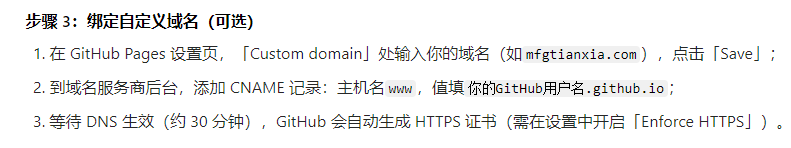 步骤 3：绑定自定义域名（可选）
1. 在 GitHub Pages 设置页，「Custom domain」处输入你的域名（如 mfgtianxia.com），点击「Save」；
2. 到域名服务商后台，添加 CNAME 记录：主机名 www，值填 你的GitHub用户名.github.io；
3. 等待 DNS 生效（约 30 分钟），GitHub 会自动生成 HTTPS 证书（需在设置中开启「Enforce HTTPS」）。